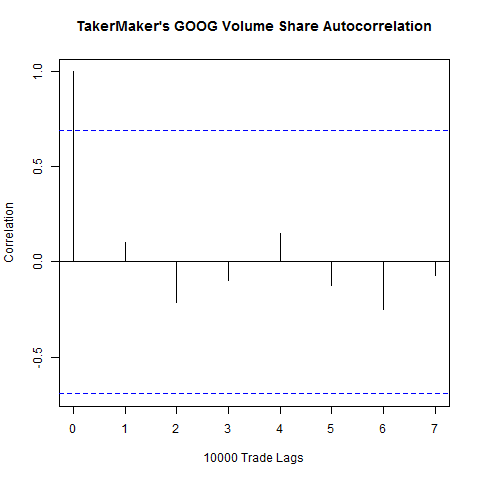 TakerMaker's GOOG Volume Share Autocorrelation
Correlation
1.0
0.5
0.0
-0.5
0 1 2 3 4 5 6 7
10000 Trade Lags